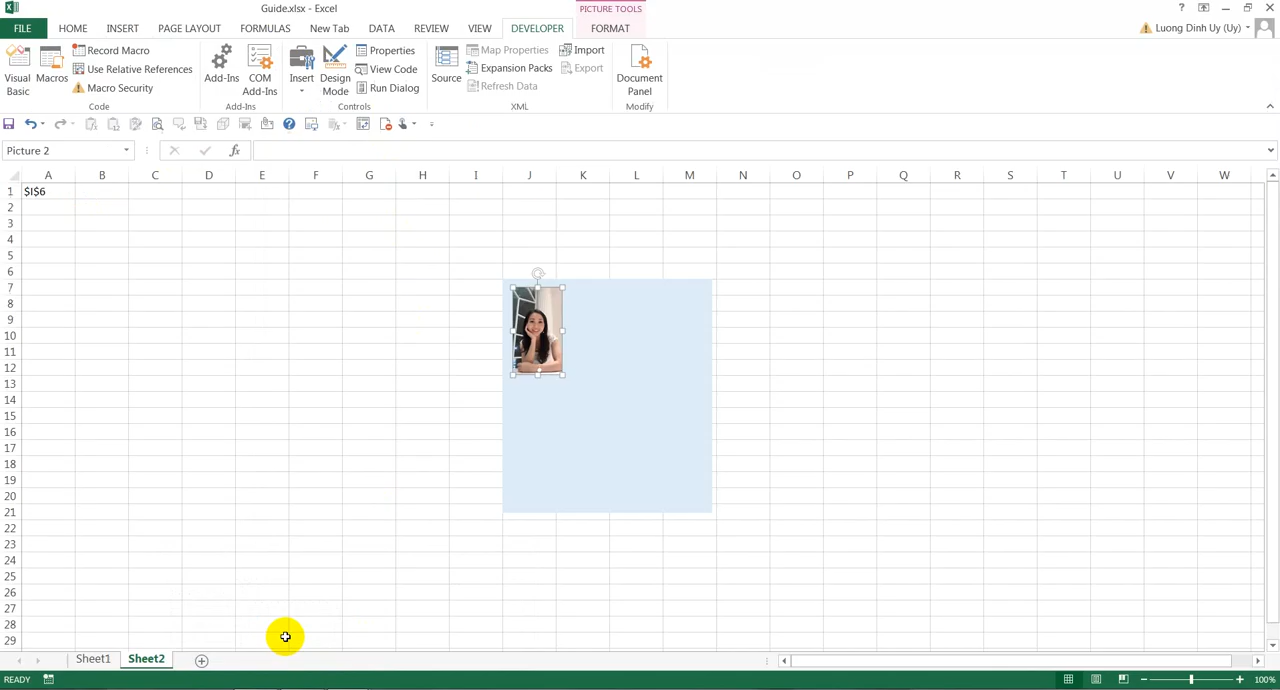 Guide.xlsx - Excel
PICTURE TOOLS
?
FILE HOME INSERT PAGE LAYOUT FORMULAS New Tab DATA REVIEW VIEW DEVELOPER FORMAT
Luong Dinh Uy (Uy)
Visual Basic
Macros
Record Macro
Use Relative References
Macro Security
Code
Add-Ins
COM Add-Ins
Add-Ins
Insert
Design Mode
Properties
View Code
Run Dialog
Controls
Source
Map Properties
Expansion Packs
Refresh Data
Import
Export
XML
Document Panel
Modify
Picture 2
fx
A B C D E F G H I J K L M N O P Q R S T U V W
1 $I$6
2
3
4
5
6
7
8
9
10
11
12
13
14
15
16
17
18
19
20
21
22
23
24
25
26
27
28
29
Sheet1 Sheet2
READY
100%